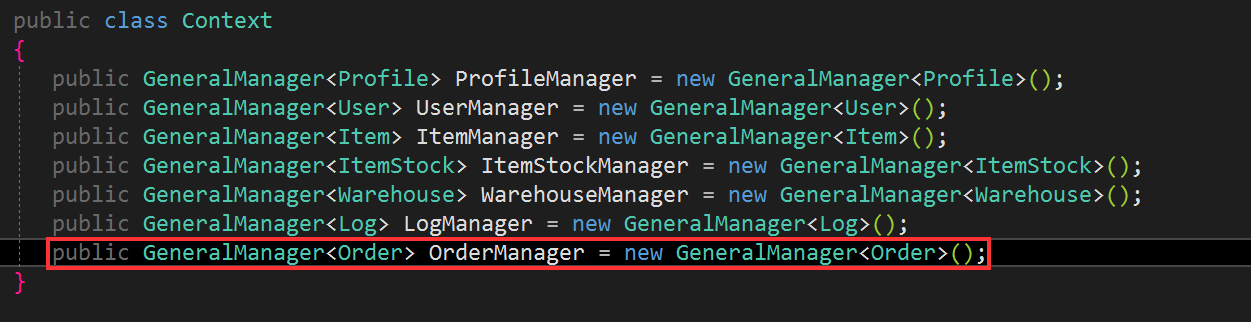 public class Context
{
public GeneralManager<Profile> ProfileManager = new GeneralManager<Profile>();
public GeneralManager<User> UserManager = new GeneralManager<User>();
public GeneralManager<Item> ItemManager = new GeneralManager<Item>();
public GeneralManager<ItemStock> ItemStockManager = new GeneralManager<ItemStock>();
public GeneralManager<Warehouse> WarehouseManager = new GeneralManager<Warehouse>();
public GeneralManager<Log> LogManager = new GeneralManager<Log>();
public GeneralManager<Order> OrderManager = new GeneralManager<Order>();
}